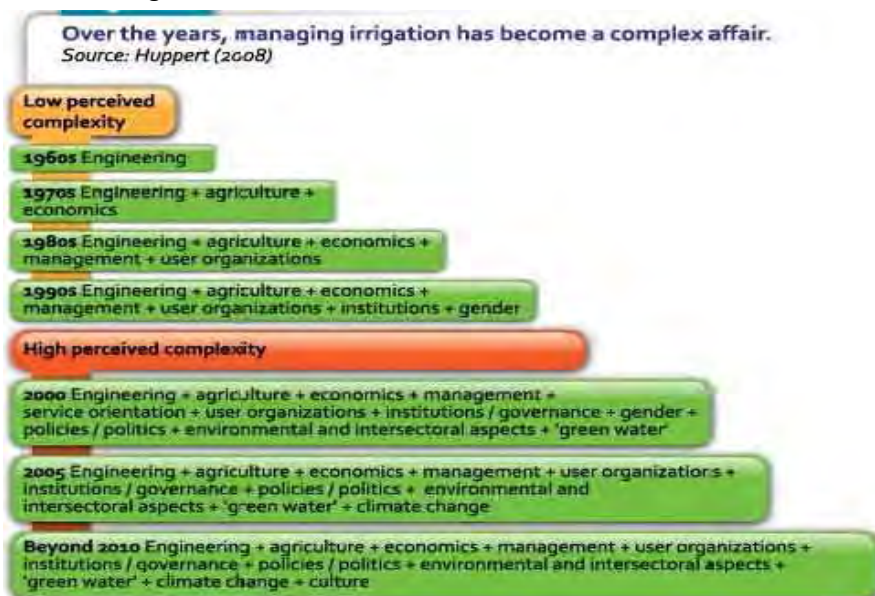 Over the years, managing irrigation has become a complex affair.
Source: Huppert (2008)
Low perceived
complexity
1960s Engineering
1970s Engineering + agriculture +
economics
1980s Engineering + agriculture + economics +
management + user organizations
1990s Engineering + agriculture + economics +
management + user organizations + institutions + gender
High perceived complexity
2000 Engineering + agriculture + economics + management +
service orientation + user organizations + institutions / governance + gender +
policies / politics + environmental and intersectoral aspects + 'green water'
2005 Engineering + agriculture + economics + management + user organizations +
institutions / governance + policies / politics + environmental and
intersectoral aspects + 'green water' + climate change
Beyond 2010 Engineering + agriculture + economics + management + user organizations +
institutions / governance + policies / politics + environmental and intersectoral aspects +
'green water' + climate change + culture